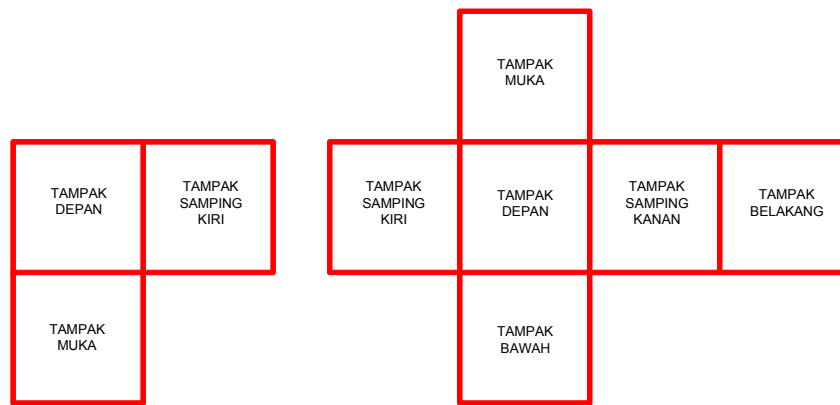 TAMPAK
MUKA
TAMPAK
DEPAN
TAMPAK
SAMPING
KIRI
TAMPAK
SAMPING
KIRI
TAMPAK
DEPAN
TAMPAK
SAMPING
KANAN
TAMPAK
BELAKANG
TAMPAK
MUKA
TAMPAK
BAWAH